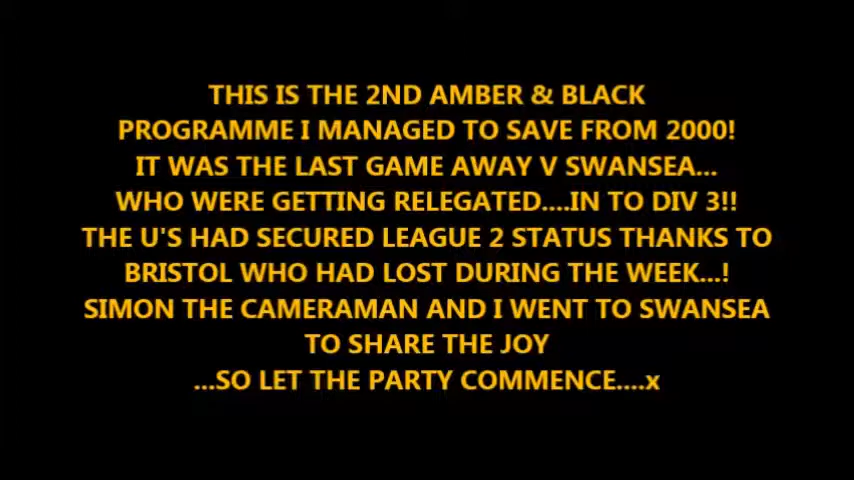 THIS IS THE 2ND AMBER & BLACK
PROGRAMME I MANAGED TO SAVE FROM 2000!
IT WAS THE LAST GAME AWAY V SWANSEA...
WHO WERE GETTING RELEGATED....IN TO DIV 3!!
THE U'S HAD SECURED LEAGUE 2 STATUS THANKS TO
BRISTOL WHO HAD LOST DURING THE WEEK...!
SIMON THE CAMERAMAN AND I WENT TO SWANSEA
TO SHARE THE JOY
...SO LET THE PARTY COMMENCE....x